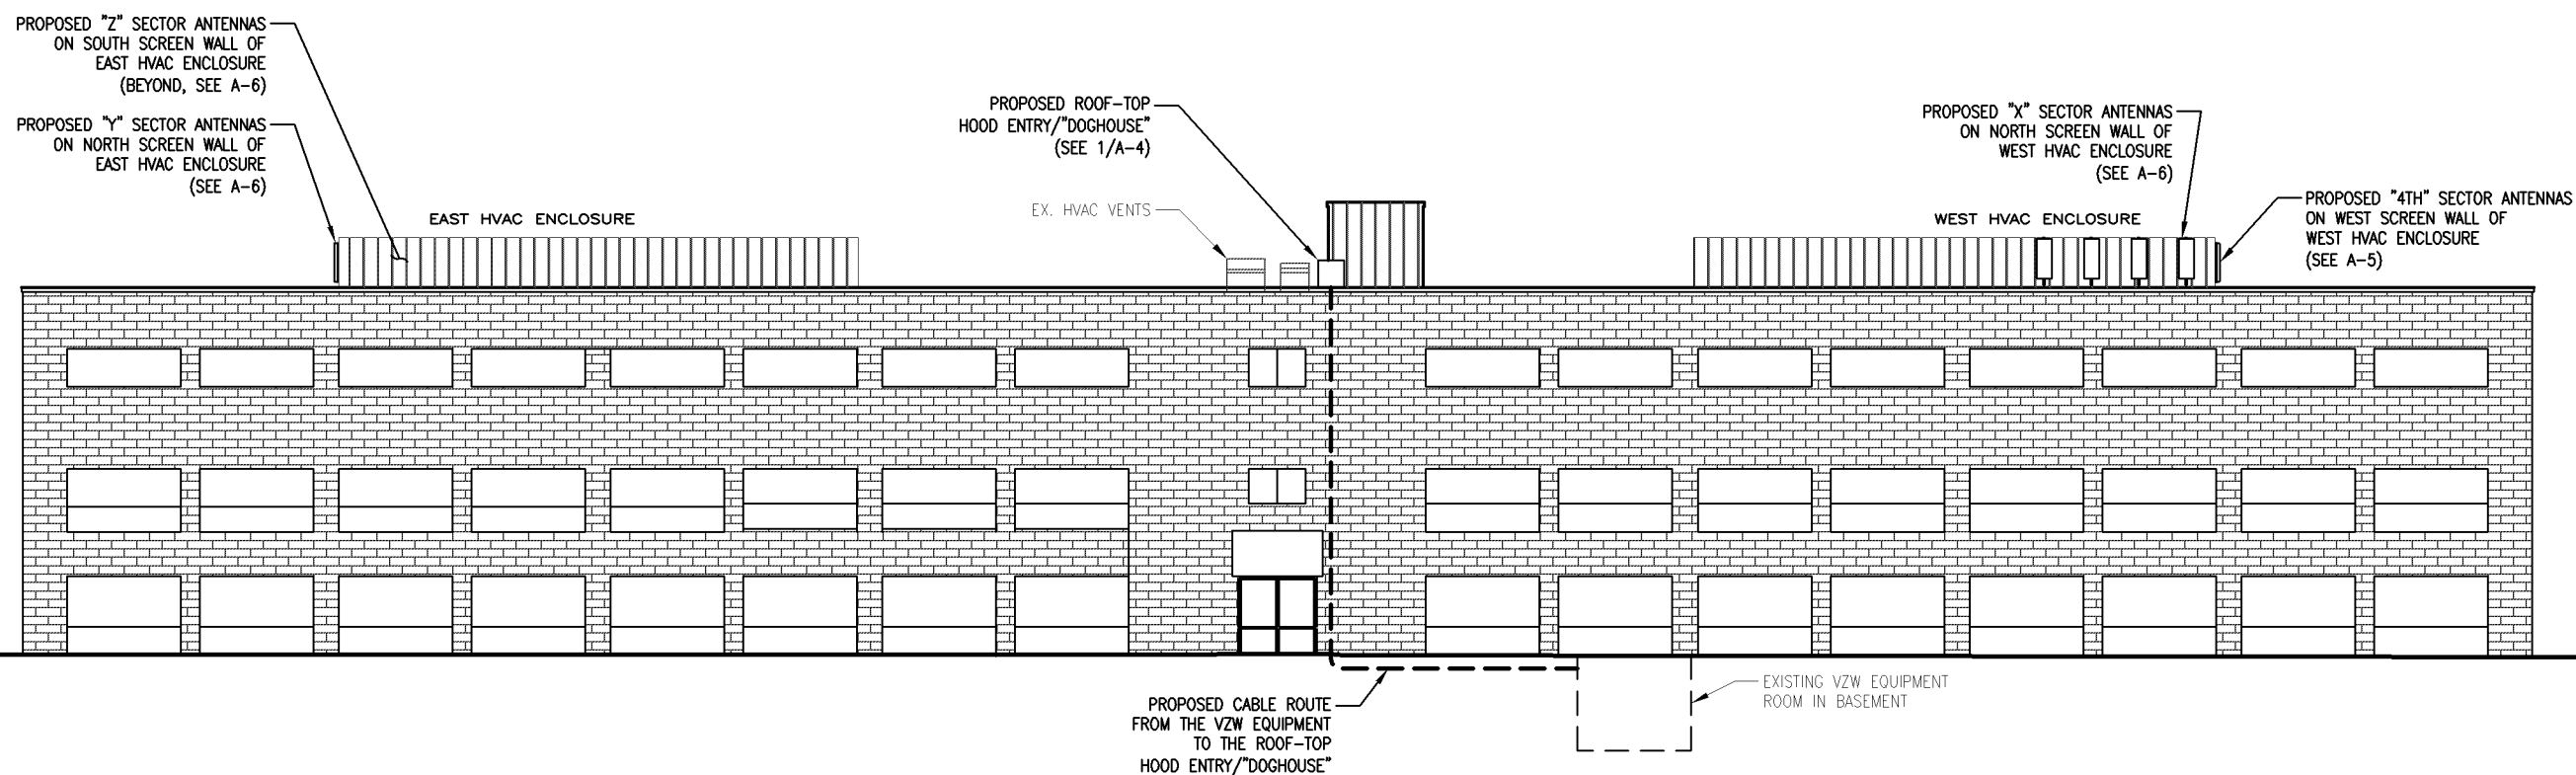 PROPOSED "Z" SECTOR ANTENNAS
ON SOUTH SCREEN WALL OF
EAST HVAC ENCLOSURE
(BEYOND, SEE A-6)
PROPOSED "Y" SECTOR ANTENNAS
ON NORTH SCREEN WALL OF
EAST HVAC ENCLOSURE
(SEE A-6)
EAST HVAC ENCLOSURE
PROPOSED ROOF-TOP
HOOD ENTRY/"DOGHOUSE"
(SEE 1/A-4)
EX. HVAC VENTS
PROPOSED "X" SECTOR ANTENNAS
ON NORTH SCREEN WALL OF
WEST HVAC ENCLOSURE
(SEE A-6)
WEST HVAC ENCLOSURE
PROPOSED "4TH" SECTOR ANTENNAS
ON WEST SCREEN WALL OF
WEST HVAC ENCLOSURE
(SEE A-5)
PROPOSED CABLE ROUTE
FROM THE VZW EQUIPMENT
TO THE ROOF-TOP
HOOD ENTRY/"DOGHOUSE"
EXISTING VZW EQUIPMENT
ROOM IN BASEMENT